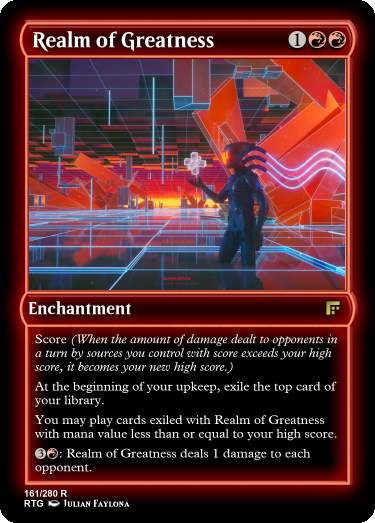 Realm of Greatness 1
Enchantment
Score (When the amount of damage dealt to opponents in
a turn by sources you control with score exceeds your high
score, it becomes your new high score.)
At the beginning of your upkeep, exile the top card of
your library.
You may play cards exiled with Realm of Greatness
with mana value less than or equal to your high score.
3: Realm of Greatness deals 1 damage to each
opponent.
161/280 R
RTG Julian Faylona